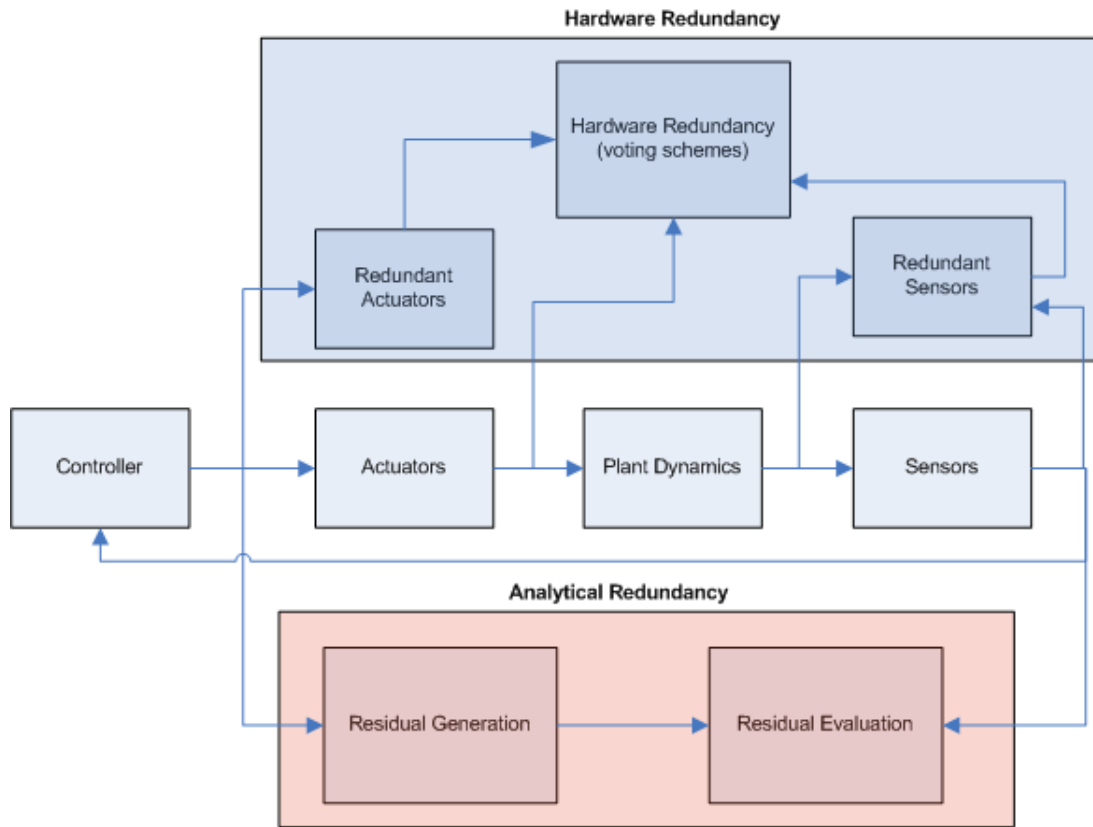 Hardware Redundancy
Hardware Redundancy
(voting schemes)
Redundant
Actuators
Redundant
Sensors
Controller
Actuators
Plant Dynamics
Sensors
Analytical Redundancy
Residual Generation
Residual Evaluation